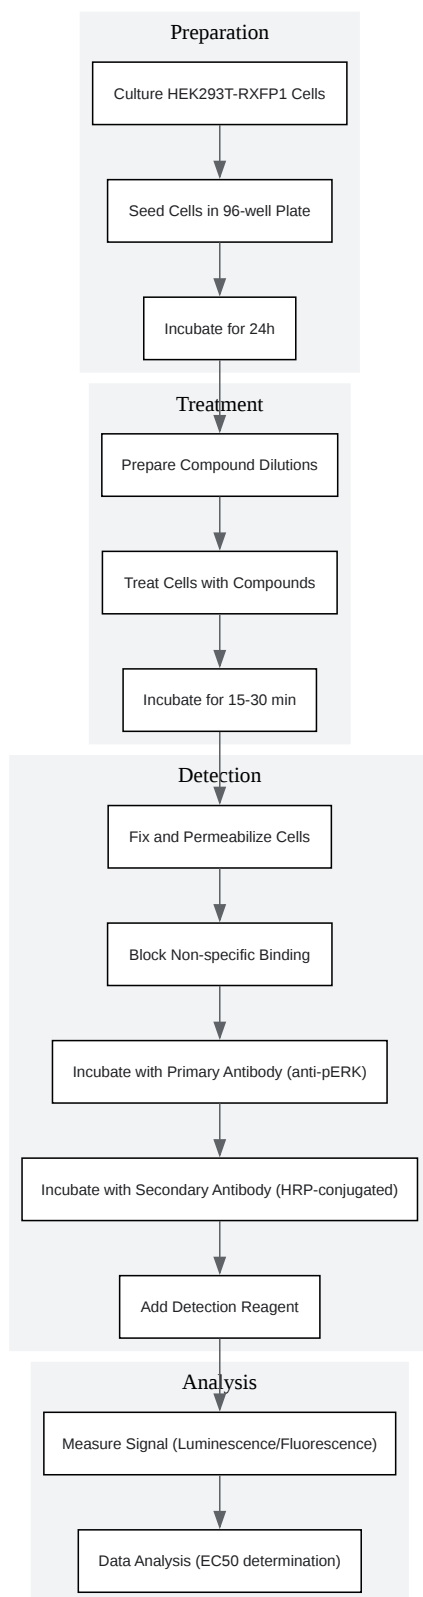 Preparation
Culture HEK293T-RXFP1 Cells
Seed Cells in 96-well Plate
Incubate for 24h
Treatment
Prepare Compound Dilutions
Treat Cells with Compounds
Incubate for 15-30 min
Detection
Fix and Permeabilize Cells
Block Non-specific Binding
Incubate with Primary Antibody (anti-pERK)
Incubate with Secondary Antibody (HRP-conjugated)
Add Detection Reagent
Analysis
Measure Signal (Luminescence/Fluorescence)
Data Analysis (EC50 determination)